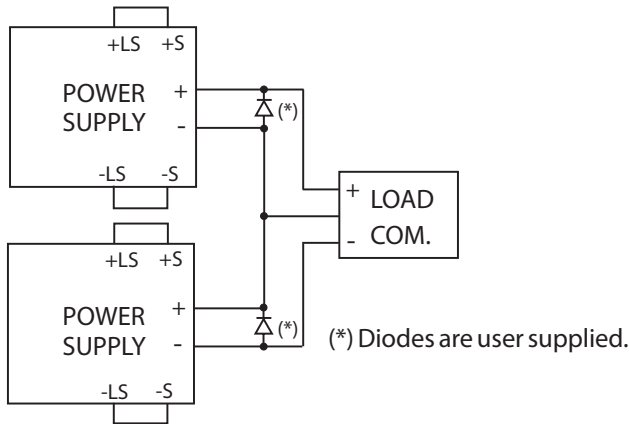 +LS +S
POWER
SUPPLY
+
-
(*)
-LS -S
+ LOAD
- COM.
+LS +S
POWER
SUPPLY
+
-
(*)
(*) Diodes are user supplied.
-LS -S